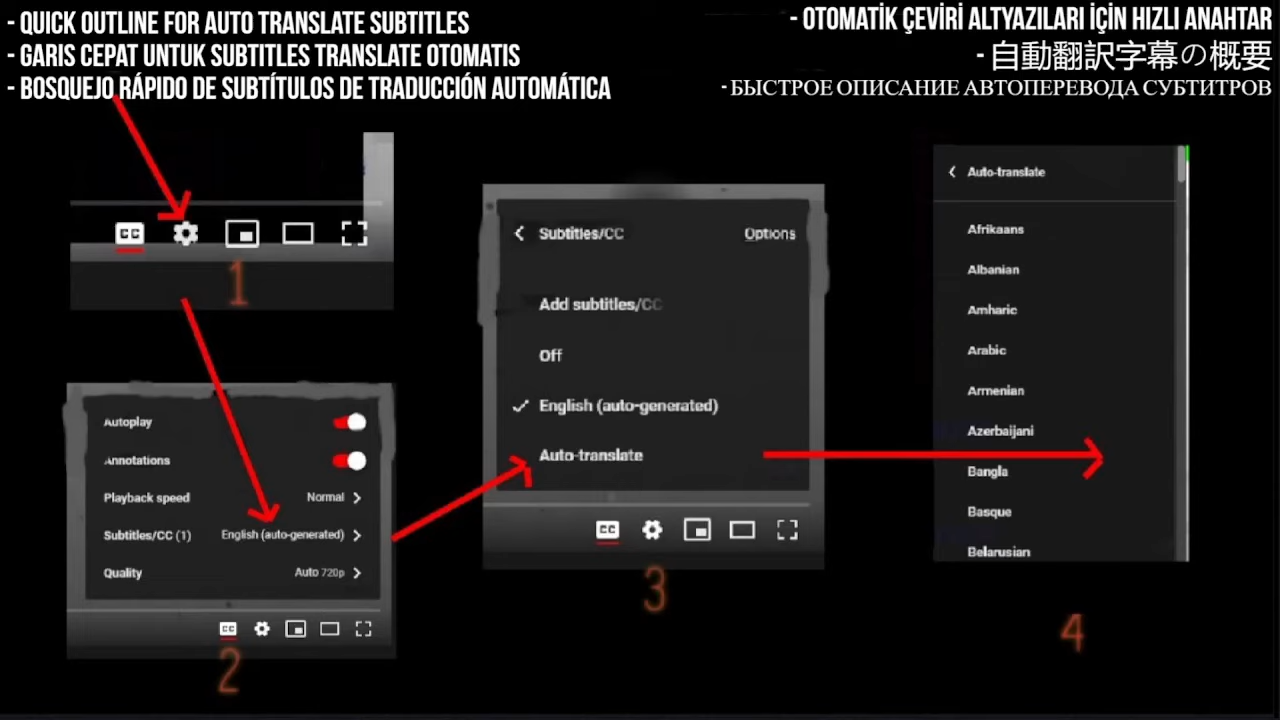 - QUICK OUTLINE FOR AUTO TRANSLATE SUBTITLES
- GARIS CEPAT UNTUK SUBTITLES TRANSLATE OTOMATIS
- BOSQUEJO RÁPIDO DE SUBTÍTULOS DE TRADUCCIÓN AUTOMÁTICA
- OTOMATİK ÇEVİRİ ALTYAZILARI İÇİN HIZLI ANAHTAR
- 自動翻訳字幕の概要
- БЫСТРОЕ ОПИСАНИЕ АВТОПЕРЕВОДА СУБТИТРОВ
CC
1
Autoplay
Annotations
Playback speed Normal
Subtitles/CC (1) English (auto-generated)
Quality Auto 720p
CC
2
Subtitles/CC Options
Add subtitles/CC
Off
English (auto-generated)
Auto-translate
CC
3
Auto-translate
Afrikaans
Albanian
Amharic
Arabic
Armenian
Azerbaijani
Bangla
Basque
Belarusian
4